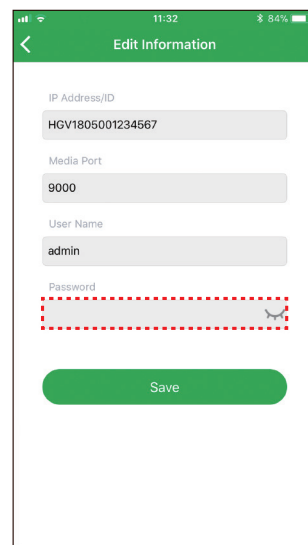 11:32
84%
Edit Information
IP Address/ID
HGV1805001234567
Media Port
9000
User Name
admin
Password
Save